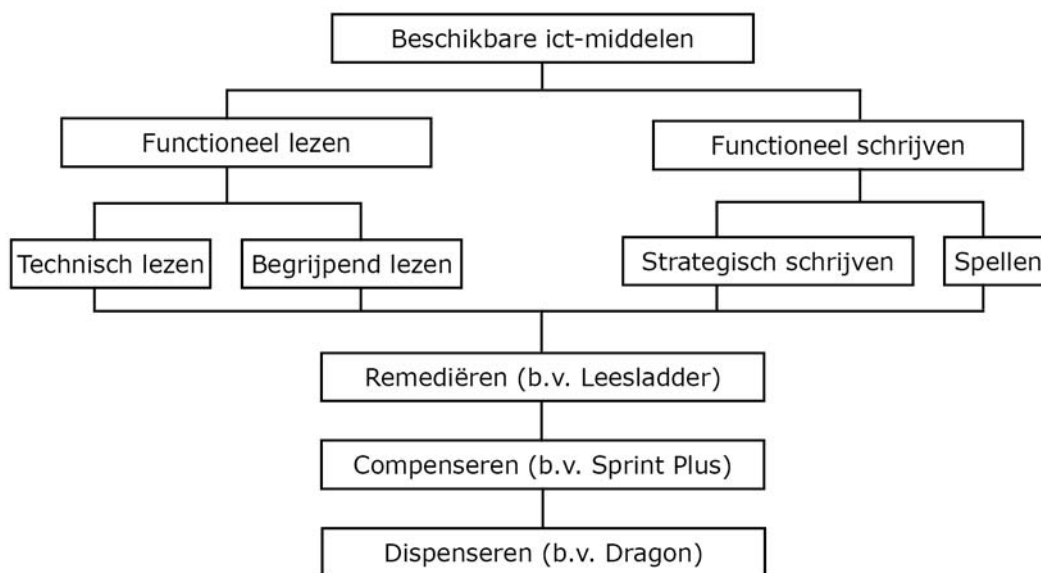 Beschikbare ict-middelen
Functioneel lezen
Functioneel schrijven
Technisch lezen
Begrijpend lezen
Strategisch schrijven
Spellen
Remediëren (b.v. Leesladder)
Compenseren (b.v. Sprint Plus)
Dispenseren (b.v. Dragon)